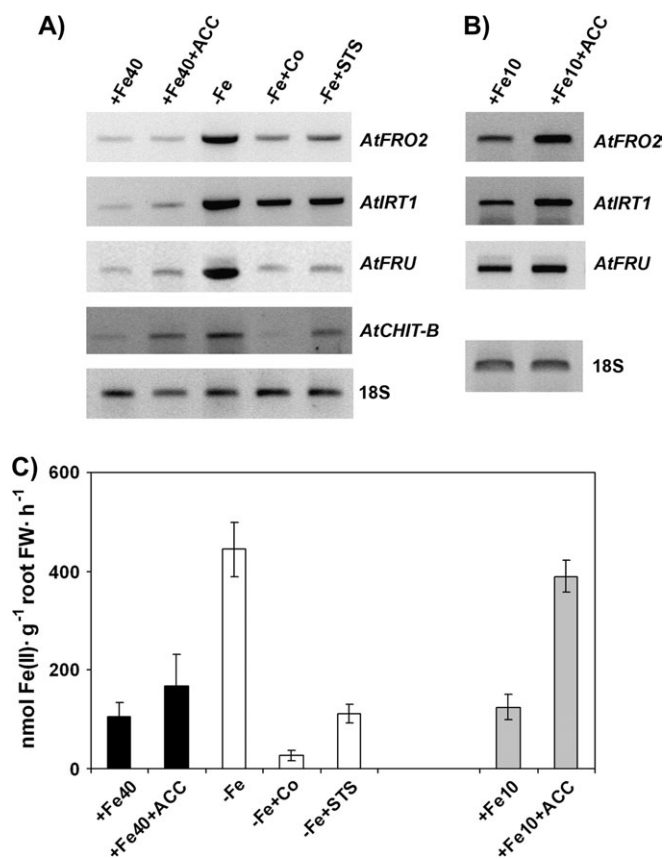 A)
+Fe40 +Fe40+ACC -Fe -Fe+Co -Fe+STS
AtFRO2
AtIRT1
AtFRU
AtCHIT-B
18S
B)
+Fe10 +Fe10+ACC
AtFRO2
AtIRT1
AtFRU
18S
C)
nmol Fe(II)· g⁻¹ root FW· h⁻¹
600
400
200
0
+Fe40 +Fe40+ACC -Fe -Fe+Co -Fe+STS +Fe10 +Fe10+ACC